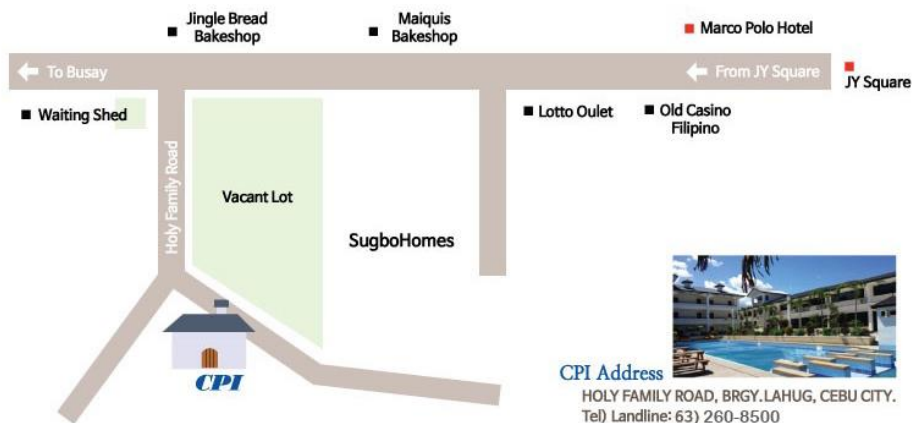 Jingle Bread
Bakeshop
Maiquis
Bakeshop
Marco Polo Hotel
To Busay
From JY Square
JY Square
Waiting Shed
Lotto Oulet
Old Casino
Filipino
Holy Family Road
Vacant Lot
SugboHomes
CPI
CPI Address
HOLY FAMILY ROAD, BRGY.LAHUG, CEBU CITY.
Tel) Landline: 63) 260-8500